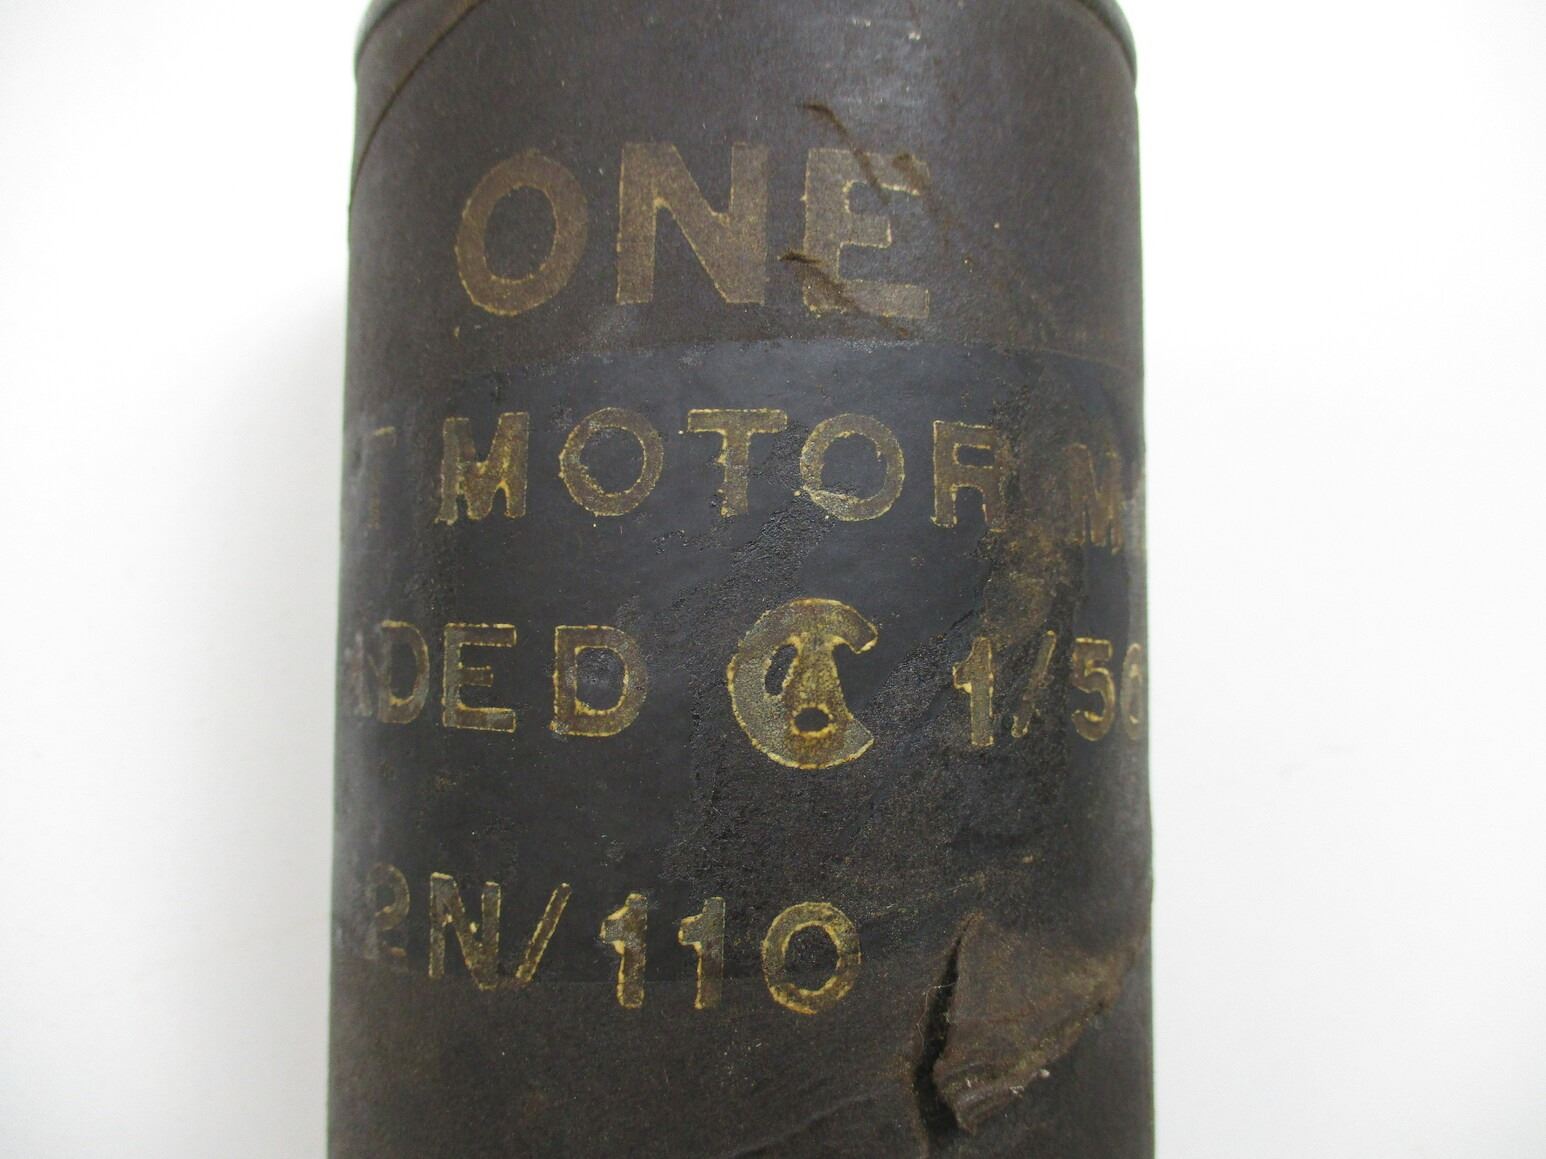 ONE
T MOTOR M
DED C 1/50
2N/110